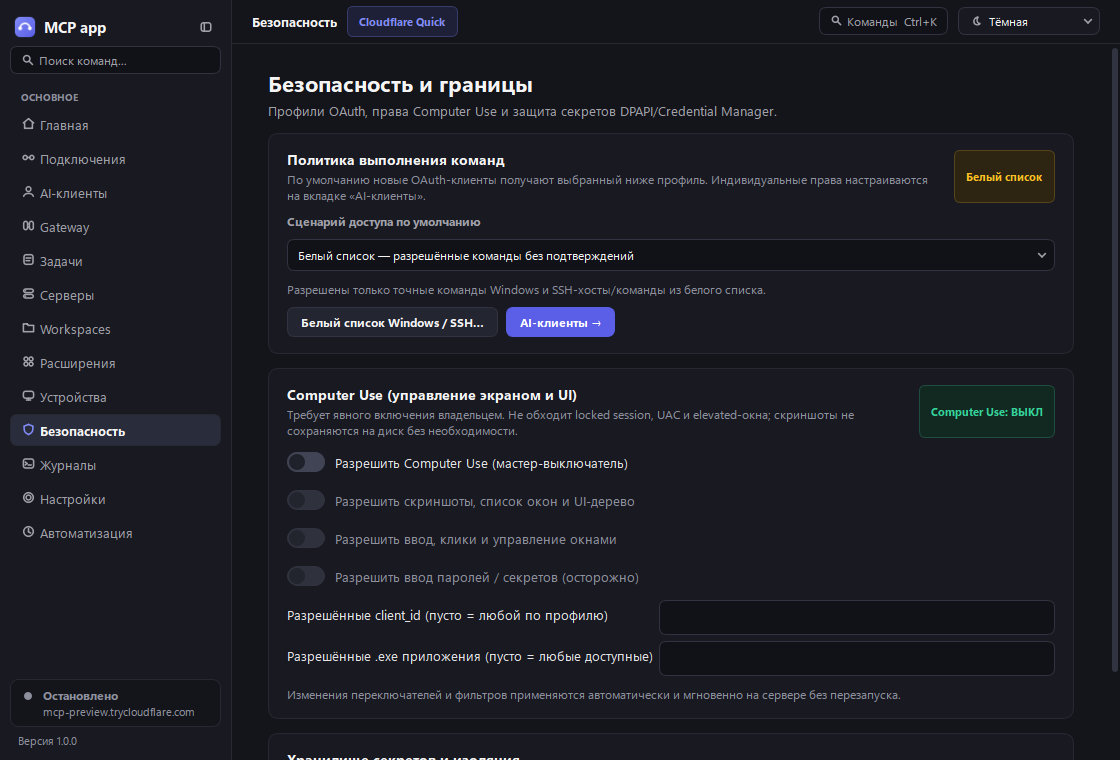 MCP app
Поиск команд...
ОСНОВНОЕ
Главная
Подключения
AI-клиенты
Gateway
Задачи
Серверы
Workspaces
Расширения
Устройства
Безопасность
Журналы
Настройки
Автоматизация
Остановлено
mcp-preview.trycloudflare.com
Версия 1.0.0
Безопасность
Cloudflare Quick
Команды Ctrl+K
Тёмная
Безопасность и границы
Профили OAuth, права Computer Use и защита секретов DPAPI/Credential Manager.
Политика выполнения команд
По умолчанию новые OAuth-клиенты получают выбранный ниже профиль. Индивидуальные права настраиваются
на вкладке «AI-клиенты».
Белый список
Сценарий доступа по умолчанию
Белый список — разрешённые команды без подтверждений
Разрешены только точные команды Windows и SSH-хосты/команды из белого списка.
Белый список Windows / SSH...
AI-клиенты →
Computer Use (управление экраном и UI)
Требует явного включения владельцем. Не обходит locked session, UAC и elevated-окна; скриншоты не
сохраняются на диск без необходимости.
Computer Use: ВЫКЛ
Разрешить Computer Use (мастер-выключатель)
Разрешить скриншоты, список окон и UI-дерево
Разрешить ввод, клики и управление окнами
Разрешить ввод паролей / секретов (осторожно)
Разрешённые client_id (пусто = любой по профилю)
Разрешённые .exe приложения (пусто = любые доступные)
Изменения переключателей и фильтров применяются автоматически и мгновенно на сервере без перезапуска.
Хранилище секретов и изоляция